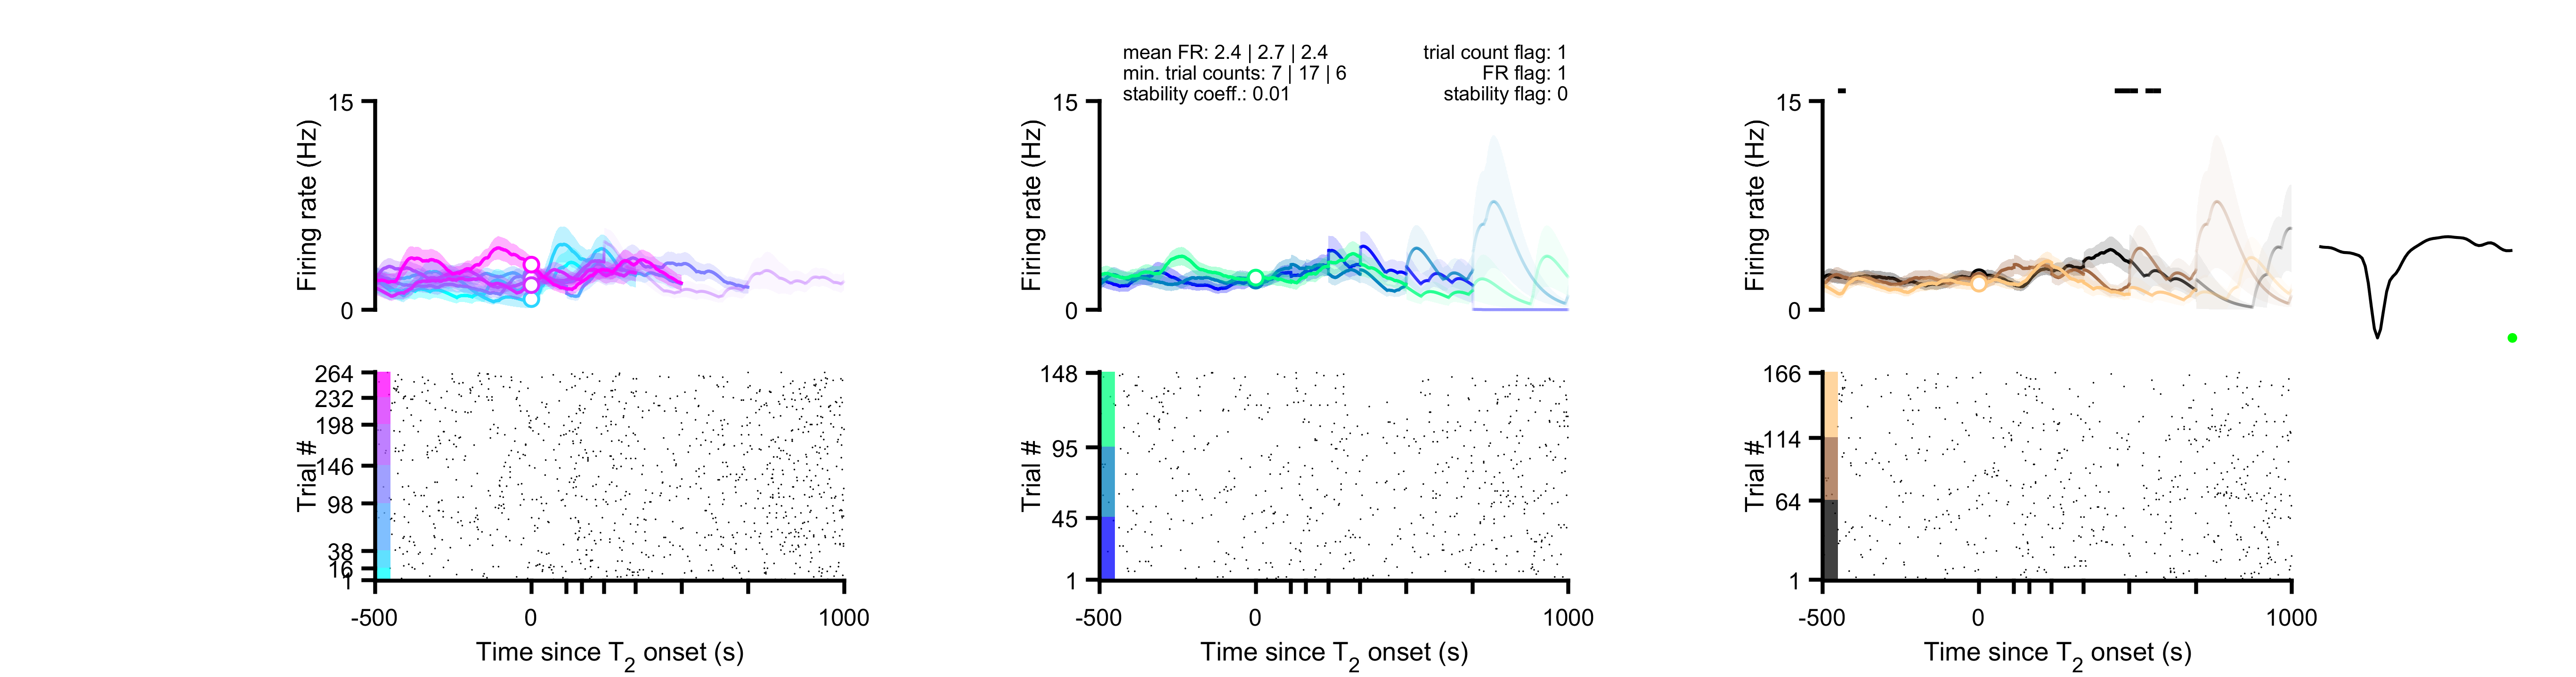 mean FR: 2.4 | 2.7 | 2.4
min. trial counts: 7 | 17 | 6
stability coeff.: 0.01
trial count flag: 1
FR flag: 1
stability flag: 0
15
Firing rate (Hz)
0
15
Firing rate (Hz)
0
15
Firing rate (Hz)
0
264
232
198
146
98
38
16
1
Trial #
-500
0
1000
Time since T2 onset (s)
148
95
45
1
Trial #
-500
0
1000
Time since T2 onset (s)
166
114
64
1
Trial #
-500
0
1000
Time since T2 onset (s)